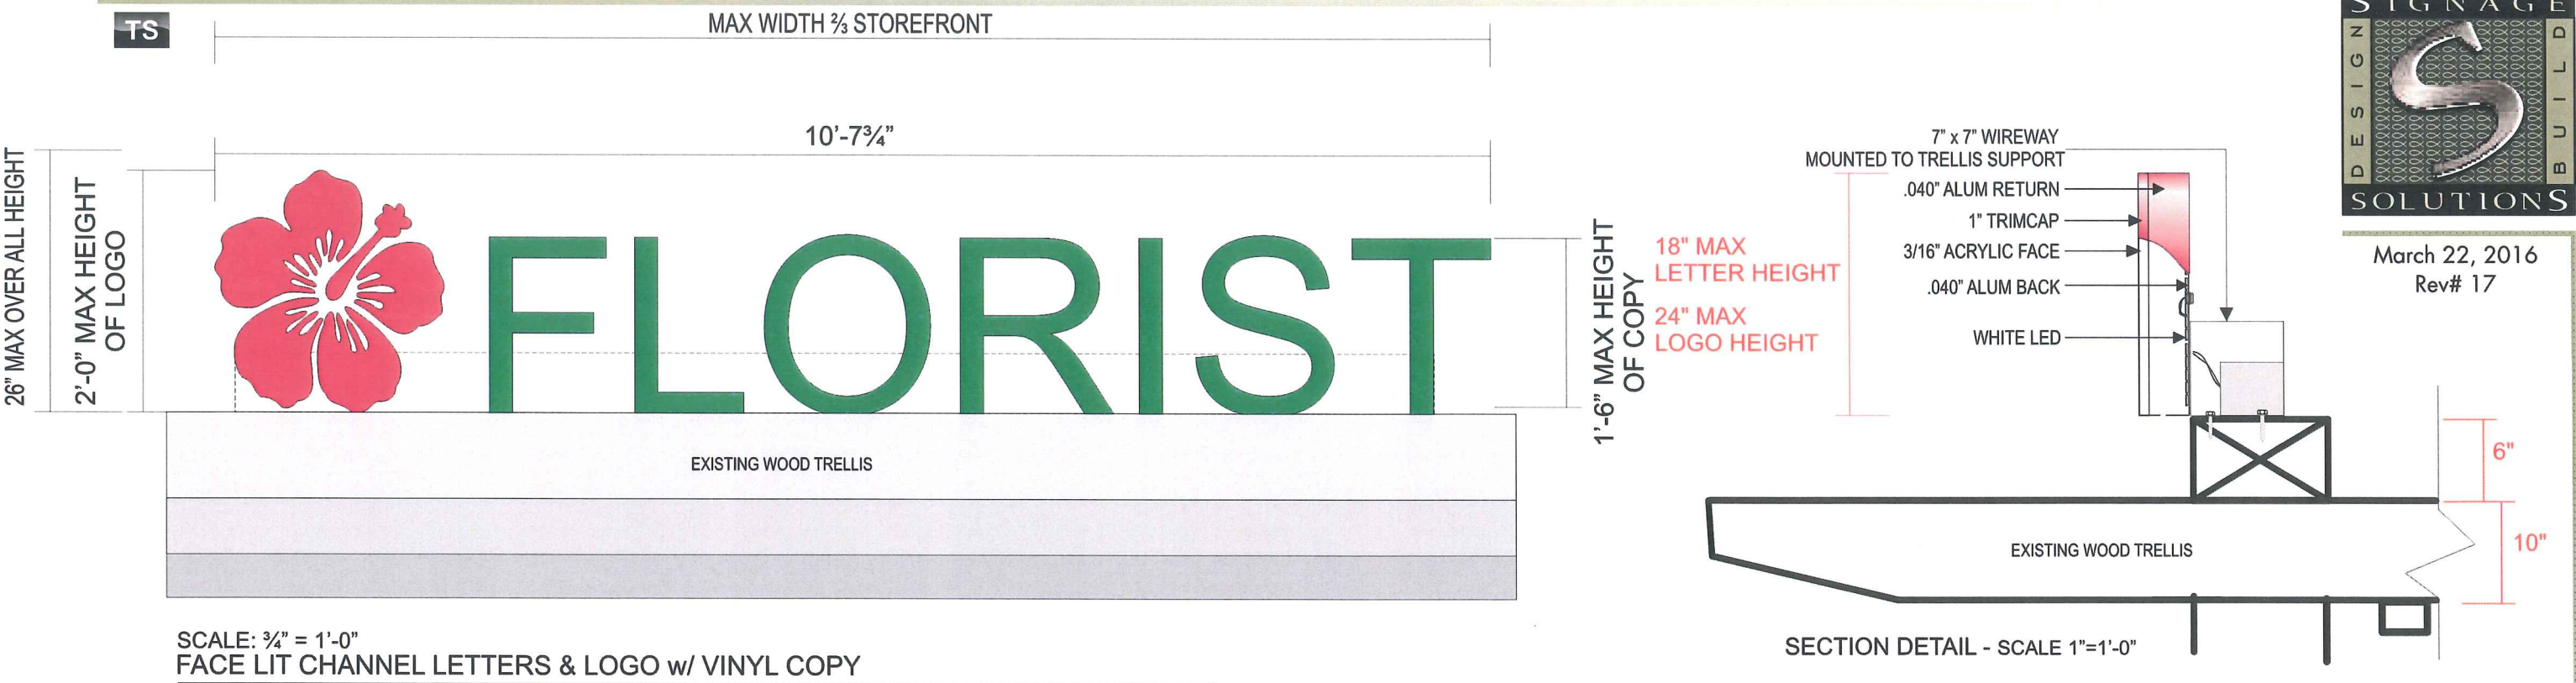 TS
MAX WIDTH ⅔ STOREFRONT
10'-7¾"
26" MAX OVER ALL HEIGHT
2'-0" MAX HEIGHT
OF LOGO
FLORIST
1'-6" MAX HEIGHT
OF COPY
EXISTING WOOD TRELLIS
SCALE: ¾" = 1'-0"
FACE LIT CHANNEL LETTERS & LOGO w/ VINYL COPY
18" MAX
LETTER HEIGHT
24" MAX
LOGO HEIGHT
7" x 7" WIREWAY
MOUNTED TO TRELLIS SUPPORT
.040" ALUM RETURN
1" TRIMCAP
3/16" ACRYLIC FACE
.040" ALUM BACK
WHITE LED
6"
10"
EXISTING WOOD TRELLIS
SECTION DETAIL - SCALE 1"=1'-0"
SIGNAGE
DESIGN
S
BUILD
SOLUTIONS
March 22, 2016
Rev# 17